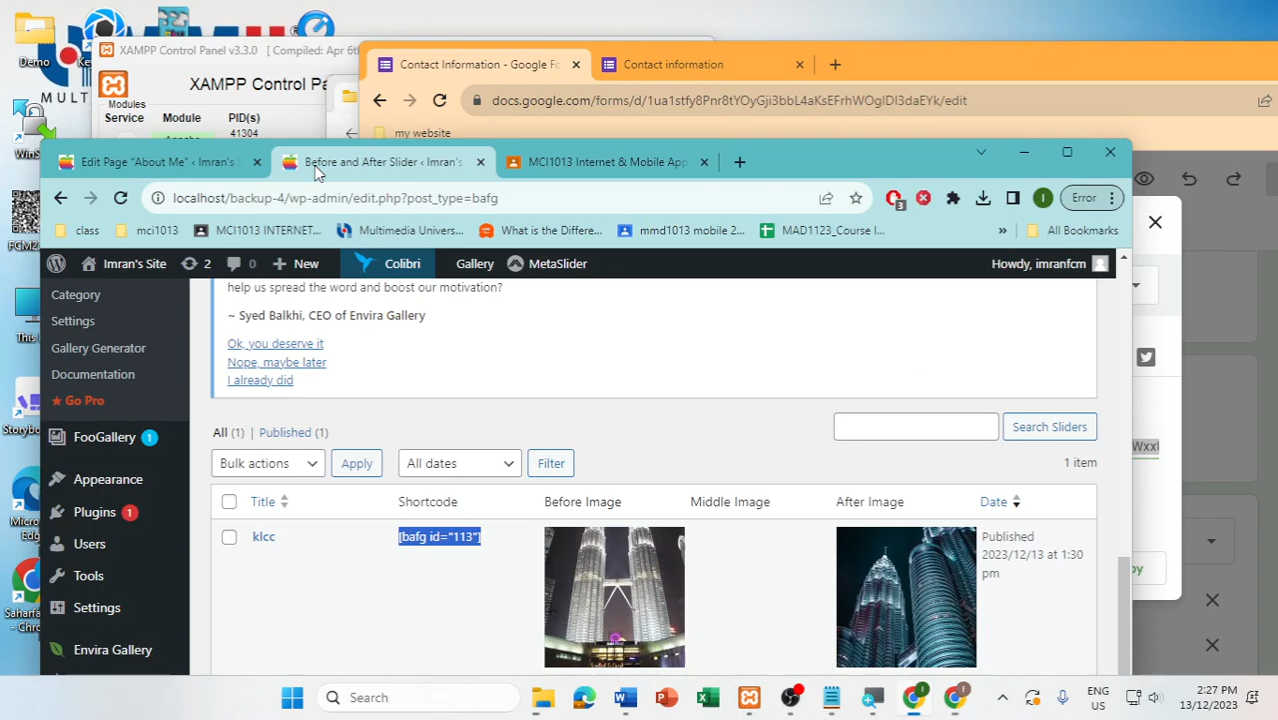 Demo
XAMPP Control Panel v3.3.0 [ Compiled: Apr 6th
XAMPP Control Pa
Modules
Service
Module
PID(s)
41304
MULT
Contact Information - Google Fo
Contact information
docs.google.com/forms/d/1ua1stfy8Pnr8tYOyGji3bbL4aKsEFrhWOglDI3daEYk/edit
my website
Edit Page "About Me" ‹ Imran's S
Before and After Slider ‹ Imran's
MCI1013 Internet & Mobile App
localhost/backup-4/wp-admin/edit.php?post_type=bafg
3
I
Error
class
mci1013
MCI1013 INTERNET...
Multimedia Univers...
What is the Differe...
mmd1013 mobile 2...
MAD1123_Course I...
»
All Bookmarks
Imran's Site
2
0
New
Colibri
Gallery
MetaSlider
Howdy, imranfcm
Category
Settings
Gallery Generator
Documentation
★ Go Pro
FooGallery 1
Appearance
Plugins 1
Users
Tools
Settings
Envira Gallery
help us spread the word and boost our motivation?
~ Syed Balkhi, CEO of Envira Gallery
Ok, you deserve it
Nope, maybe later
I already did
All (1) | Published (1)
Search Sliders
Bulk actions
Apply
All dates
Filter
1 item
Title
Shortcode
Before Image
Middle Image
After Image
Date
klcc
[bafg id="113"]
Published
2023/12/13 at 1:30
pm
WxxI
Search
ENG
US
2:27 PM
13/12/2023